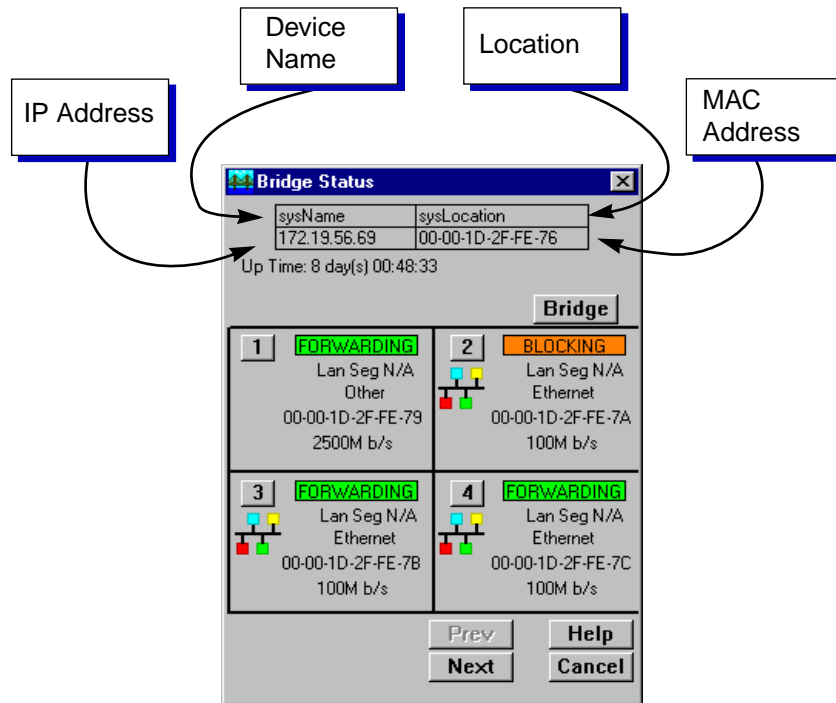 Device
Name
Location
IP Address
MAC
Address
Bridge Status
sysName sysLocation
172.19.56.69 00-00-1D-2F-FE-76
Up Time: 8 day(s) 00:48:33
Bridge
1 FORWARDING
Lan Seg N/A
Other
00-00-1D-2F-FE-79
2500M b/s
2 BLOCKING
Lan Seg N/A
Ethernet
00-00-1D-2F-FE-7A
100M b/s
3 FORWARDING
Lan Seg N/A
Ethernet
00-00-1D-2F-FE-7B
100M b/s
4 FORWARDING
Lan Seg N/A
Ethernet
00-00-1D-2F-FE-7C
100M b/s
Prev Help
Next Cancel